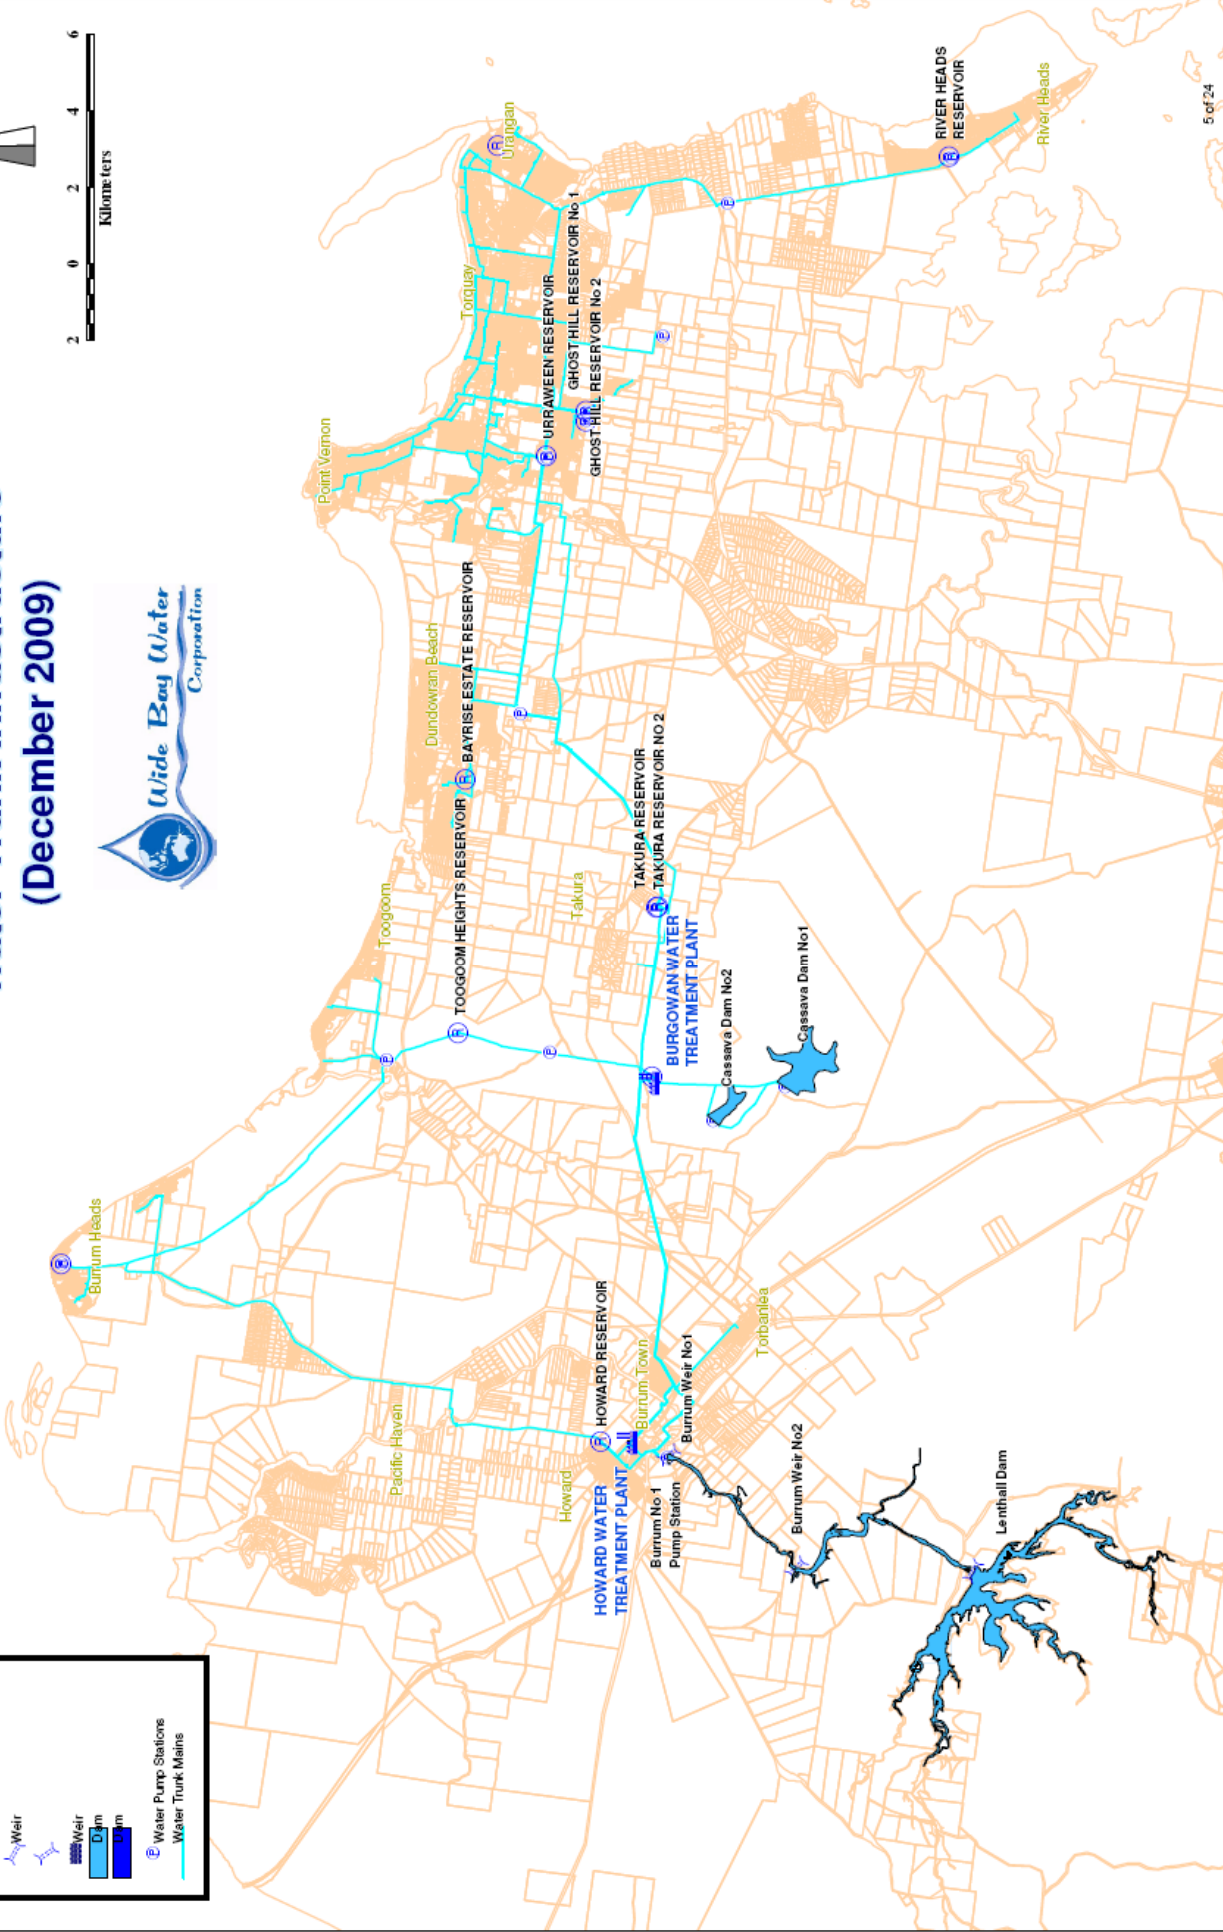 (December 2009)
Wide Bay Water
Corporation
2 0 2 4 6
Kilometers
Weir
Weir
Dam
Dam
P Water Pump Stations
Water Trunk Mains
Burrum Heads
Toogoom
Point Vernon
Torquay
Urangan
R
Dundowran Beach
TOOGOOM HEIGHTS RESERVOIR
R
BAYRISE ESTATE RESERVOIR
R
P
P
P
URRAWEEN RESERVOIR
GHOST HILL RESERVOIR No 1
GHOST HILL RESERVOIR No 2
P
P
Pacific Haven
Howard
HOWARD RESERVOIR
R
HOWARD WATER
TREATMENT PLANT
Burrum Town
Burrum No 1
Pump Station
Burrum Weir No1
Torbanlea
Takura
TAKURA RESERVOIR
TAKURA RESERVOIR NO 2
R
BURGOWAN WATER
TREATMENT PLANT
Cassava Dam No2
Cassava Dam No1
Burrum Weir No2
Lenthall Dam
RIVER HEADS
RESERVOIR
River Heads
5 of 24